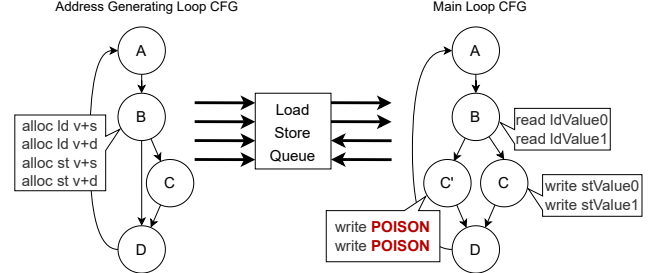 Address Generating Loop CFG
A
B
alloc ld v+s
alloc ld v+d
alloc st v+s
alloc st v+d
C
D
Load
Store
Queue
Main Loop CFG
A
B
read ldValue0
read ldValue1
C'
C
write stValue0
write stValue1
write POISON
write POISON
D